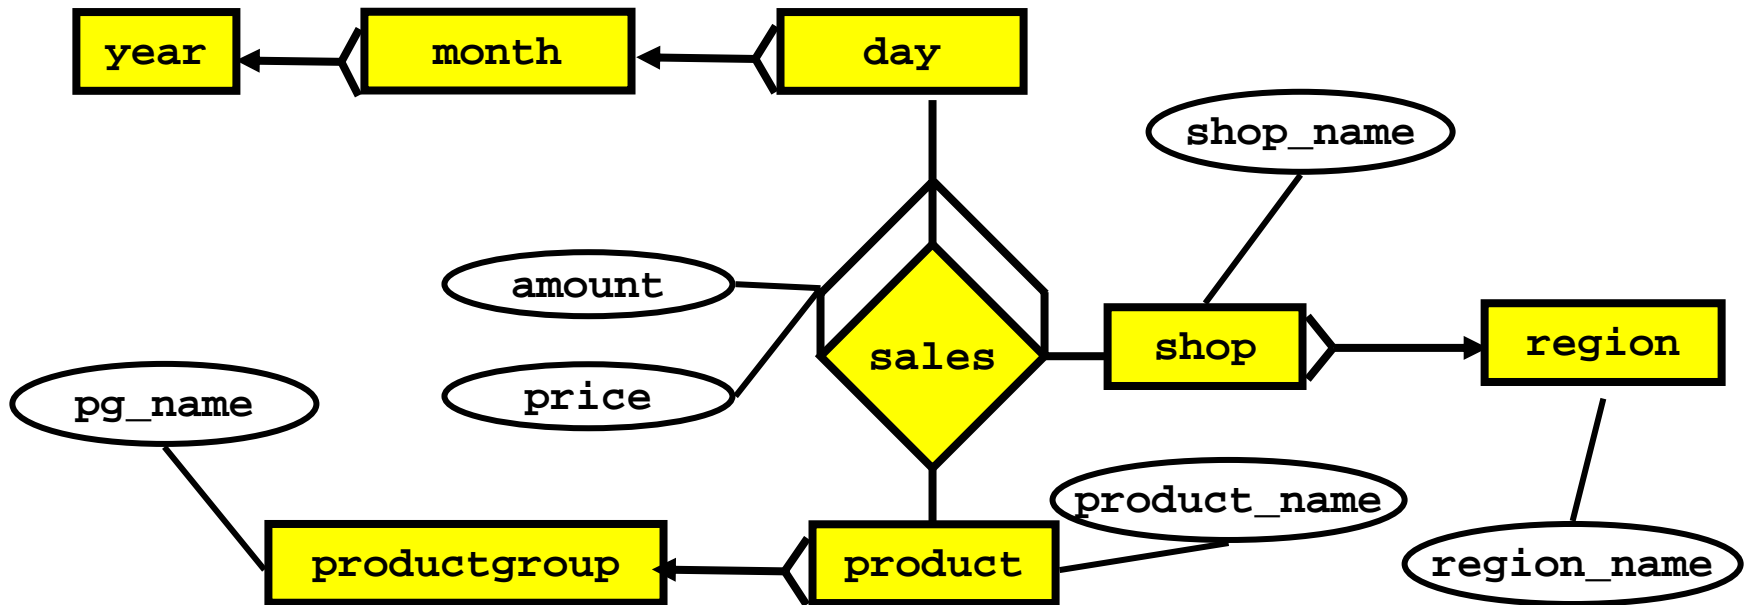 year
month
day
shop_name
amount
sales
shop
region
price
pg_name
product_name
productgroup
product
region_name